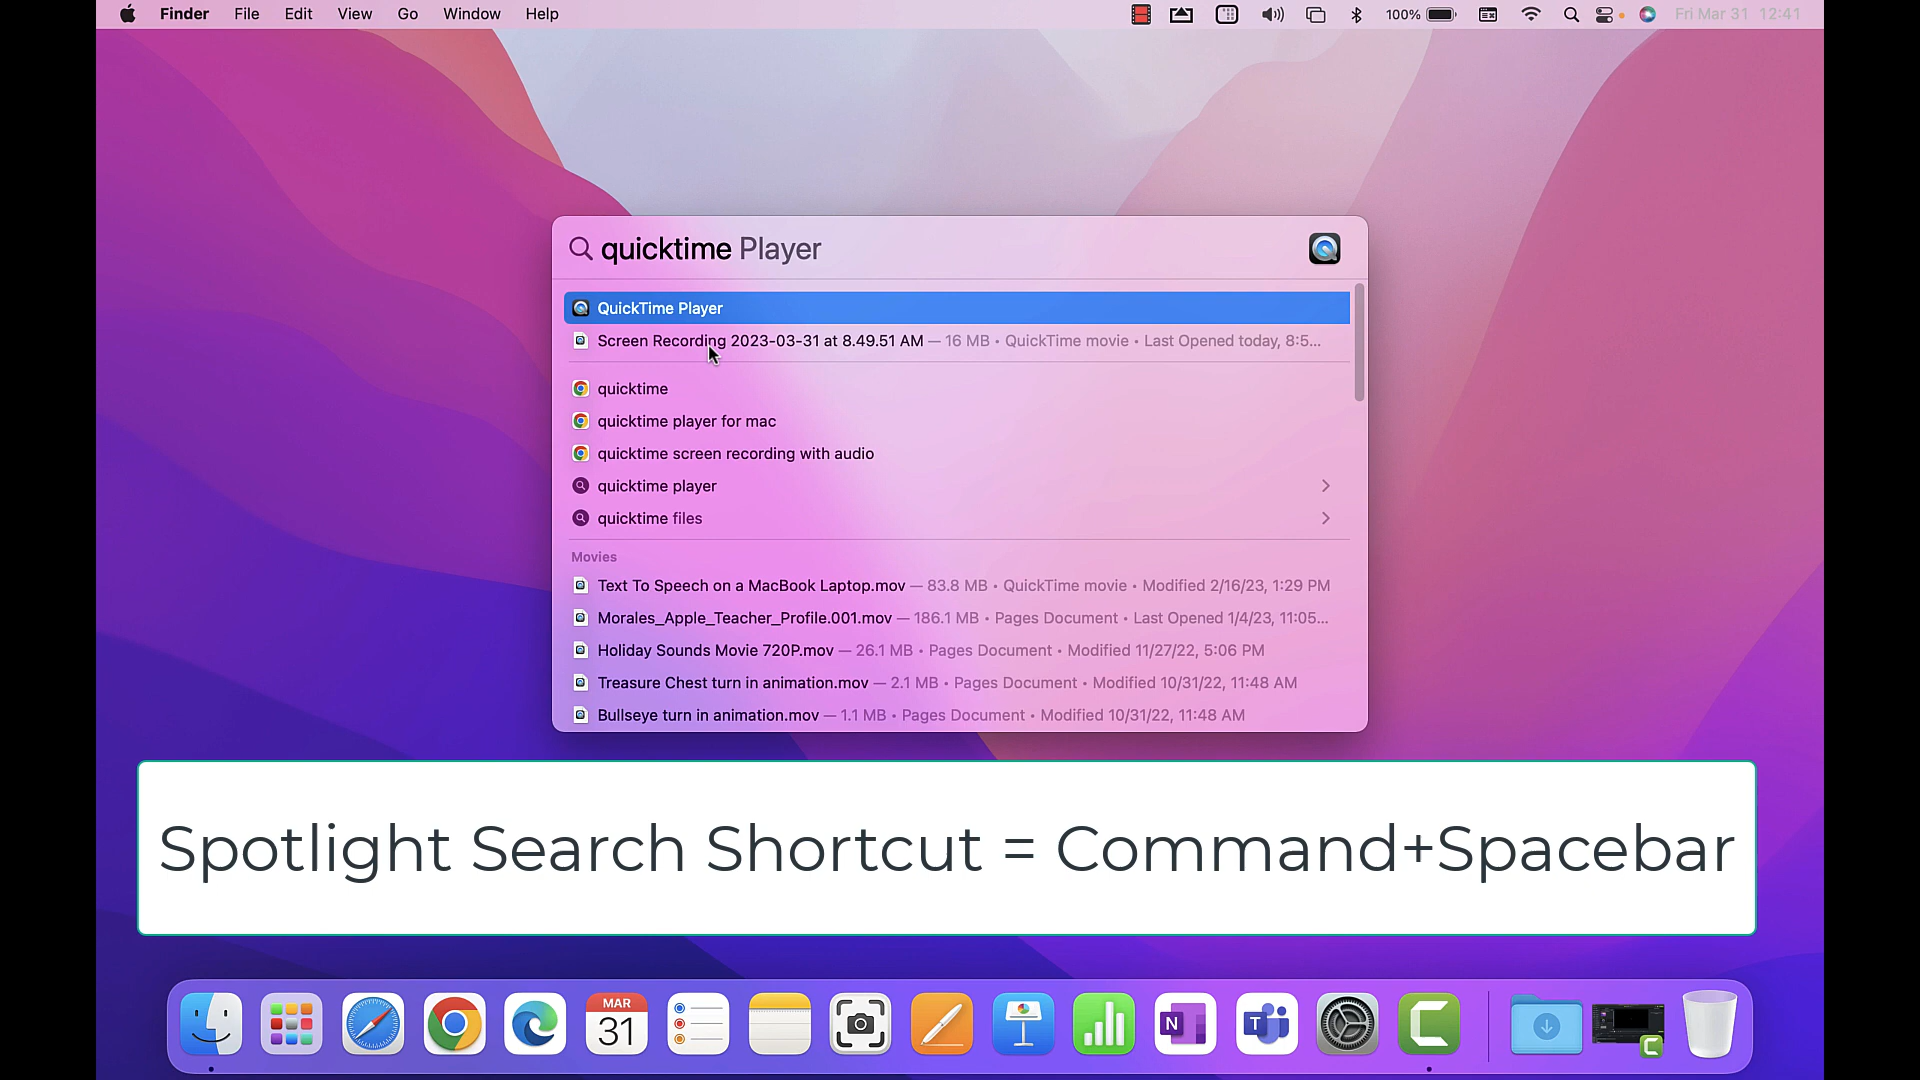 Finder File Edit View Go Window Help 100% Fri Mar 31 12:41
quicktime Player
QuickTime Player
Screen Recording 2023-03-31 at 8.49.51 AM — 16 MB • QuickTime movie • Last Opened today, 8:5...
quicktime
quicktime player for mac
quicktime screen recording with audio
quicktime player
quicktime files
Movies
Text To Speech on a MacBook Laptop.mov — 83.8 MB • QuickTime movie • Modified 2/16/23, 1:29 PM
Morales_Apple_Teacher_Profile.001.mov — 186.1 MB • Pages Document • Last Opened 1/4/23, 11:05...
Holiday Sounds Movie 720P.mov — 26.1 MB • Pages Document • Modified 11/27/22, 5:06 PM
Treasure Chest turn in animation.mov — 2.1 MB • Pages Document • Modified 10/31/22, 11:48 AM
Bullseye turn in animation.mov — 1.1 MB • Pages Document • Modified 10/31/22, 11:48 AM
Spotlight Search Shortcut = Command+Spacebar
MAR
31
N
T